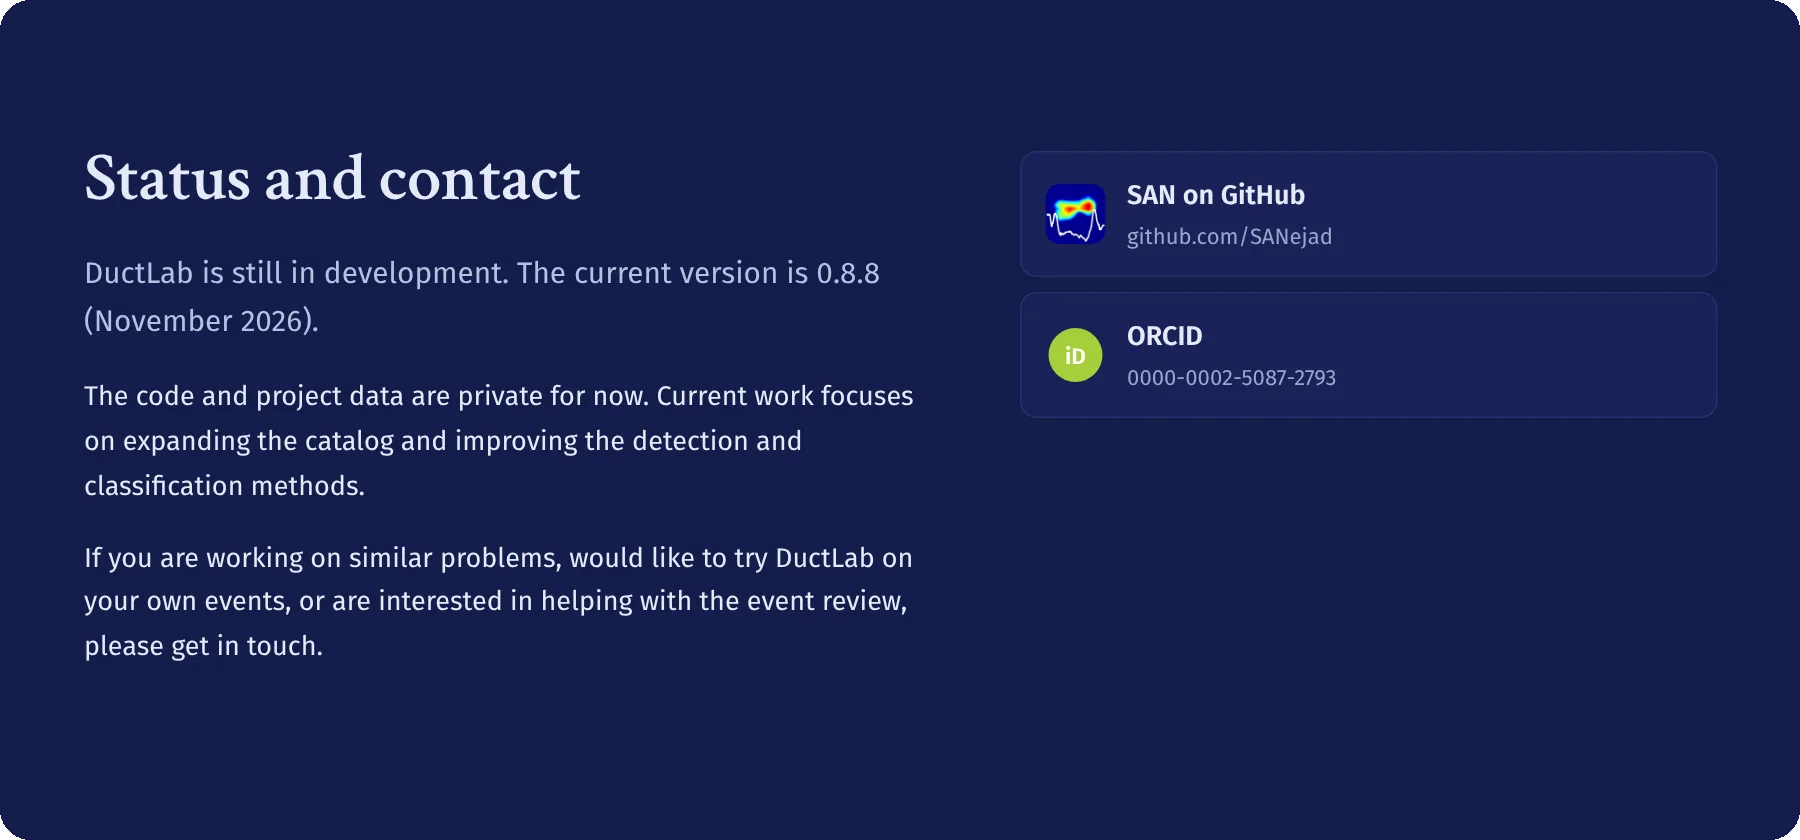 Status and contact
DuctLab is still in development. The current version is 0.8.8
(November 2026).
The code and project data are private for now. Current work focuses
on expanding the catalog and improving the detection and
classification methods.
If you are working on similar problems, would like to try DuctLab on
your own events, or are interested in helping with the event review,
please get in touch.
SAN on GitHub
github.com/SANejad
iD
ORCID
0000-0002-5087-2793